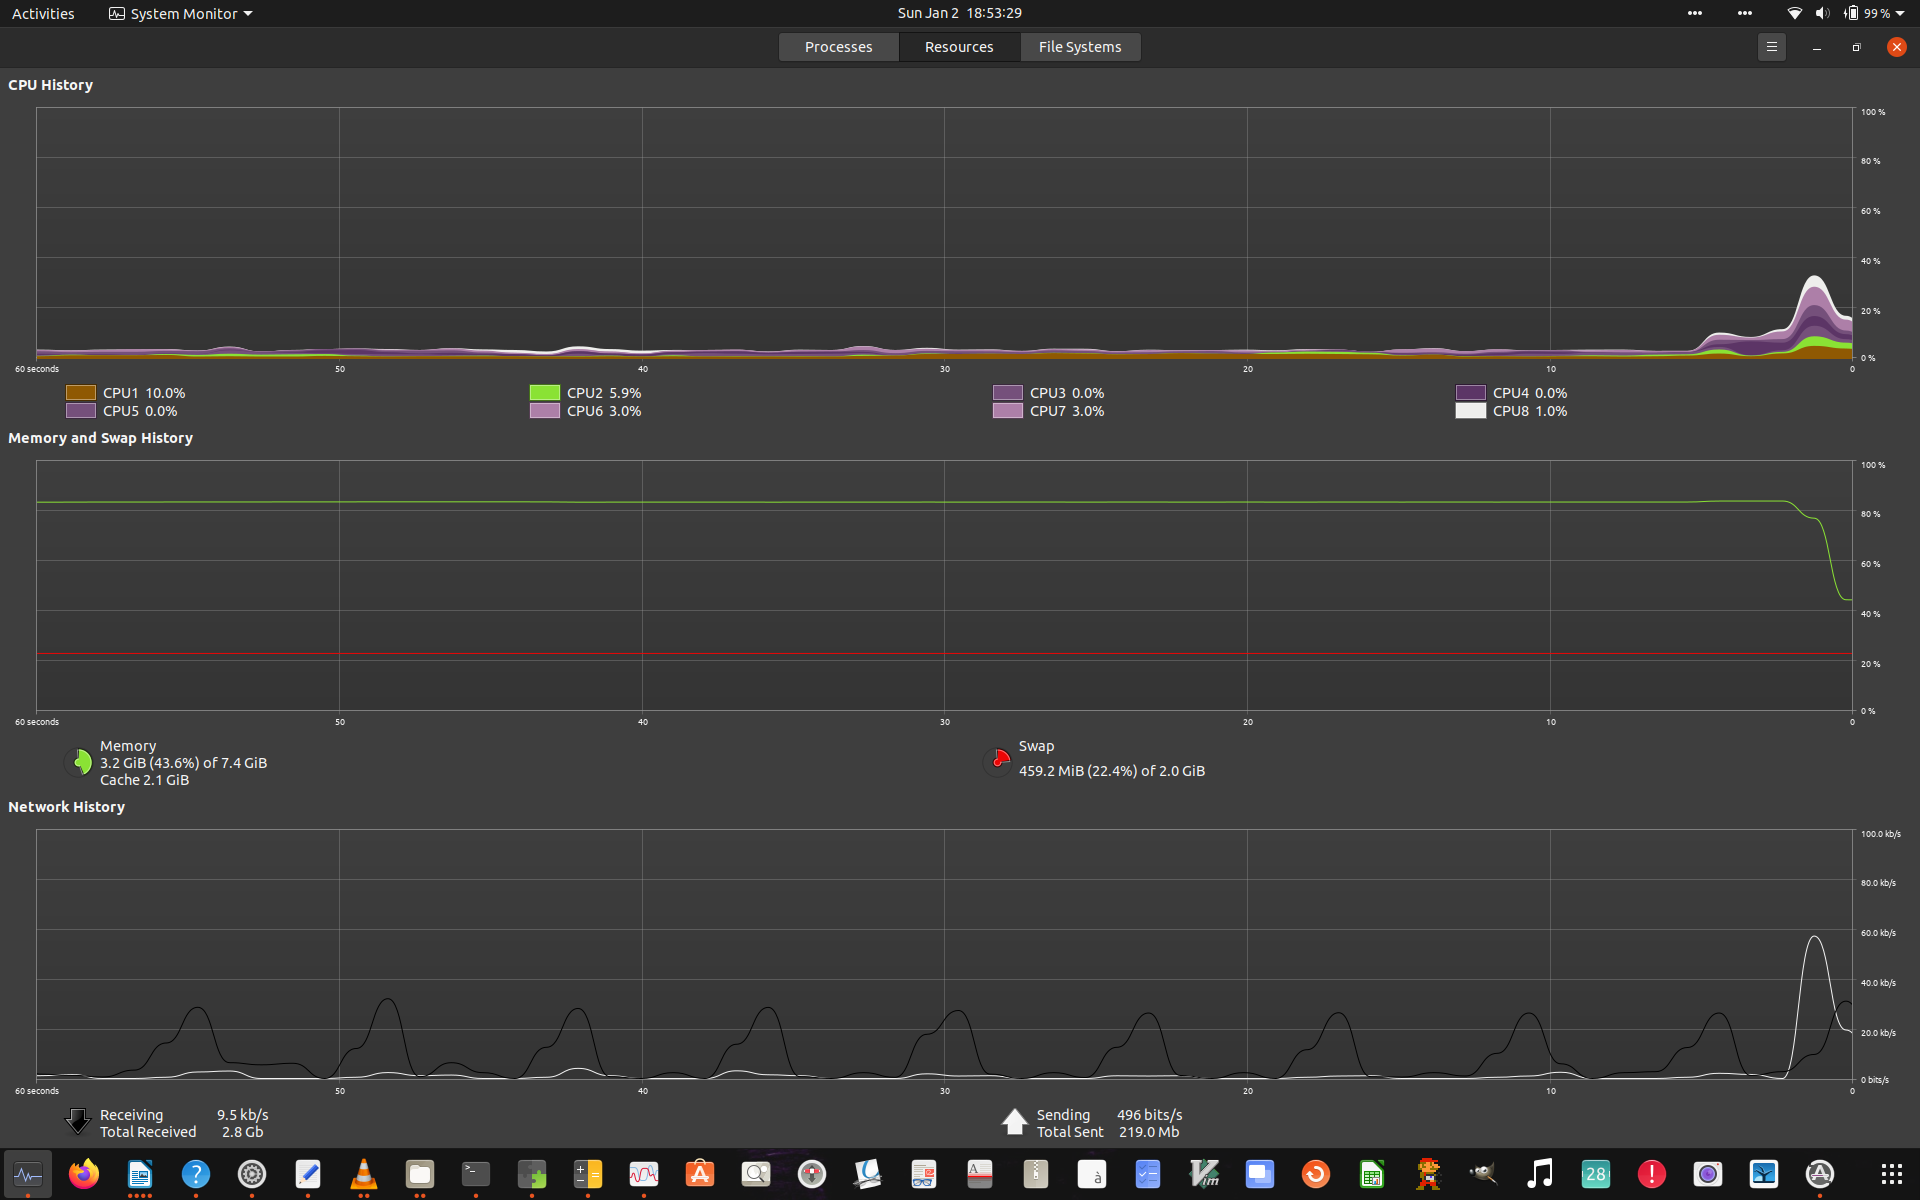 Activities System Monitor Sun Jan 2 18:53:29 99 %
Processes Resources File Systems
CPU History
100 %
80 %
60 %
40 %
20 %
0 %
60 seconds 50 40 30 20 10 0
CPU1 10.0% CPU2 5.9% CPU3 0.0% CPU4 0.0%
CPU5 0.0% CPU6 3.0% CPU7 3.0% CPU8 1.0%
Memory and Swap History
100 %
80 %
60 %
40 %
20 %
0 %
60 seconds 50 40 30 20 10 0
Memory
3.2 GiB (43.6%) of 7.4 GiB
Cache 2.1 GiB
Swap
459.2 MiB (22.4%) of 2.0 GiB
Network History
100.0 kb/s
80.0 kb/s
60.0 kb/s
40.0 kb/s
20.0 kb/s
0 bits/s
60 seconds 50 40 30 20 10 0
Receiving 9.5 kb/s
Total Received 2.8 Gb
Sending 496 bits/s
Total Sent 219.0 Mb
28